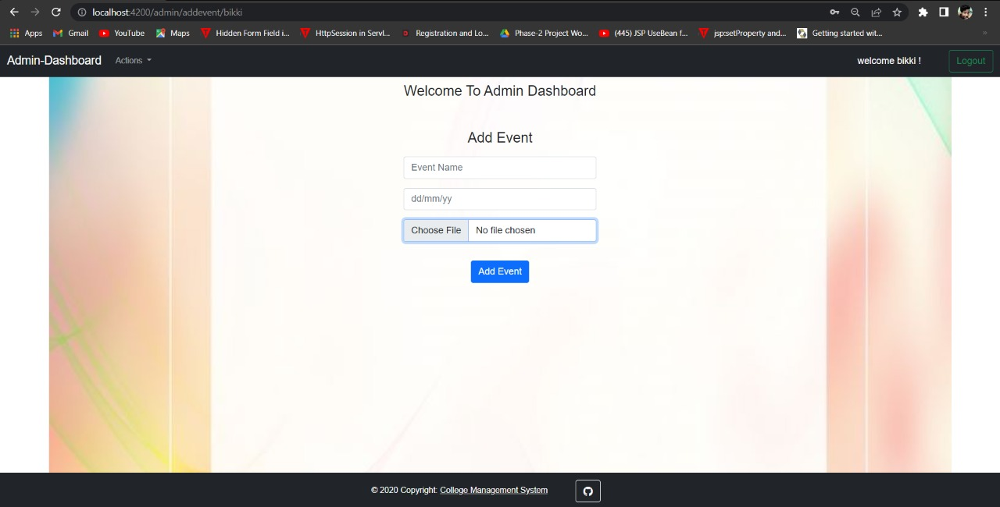 localhost:4200/admin/addevent/bikki
Apps Gmail YouTube Maps Hidden Form Field i... HttpSession in Servl... Registration and Lo... Phase-2 Project Wo... (445) JSP UseBean f... jsp:setProperty and... Getting started wit... »
Admin-Dashboard Actions welcome bikki ! Logout
Welcome To Admin Dashboard
Add Event
Event Name
dd/mm/yy
Choose File No file chosen
Add Event
© 2020 Copyright: College Management System